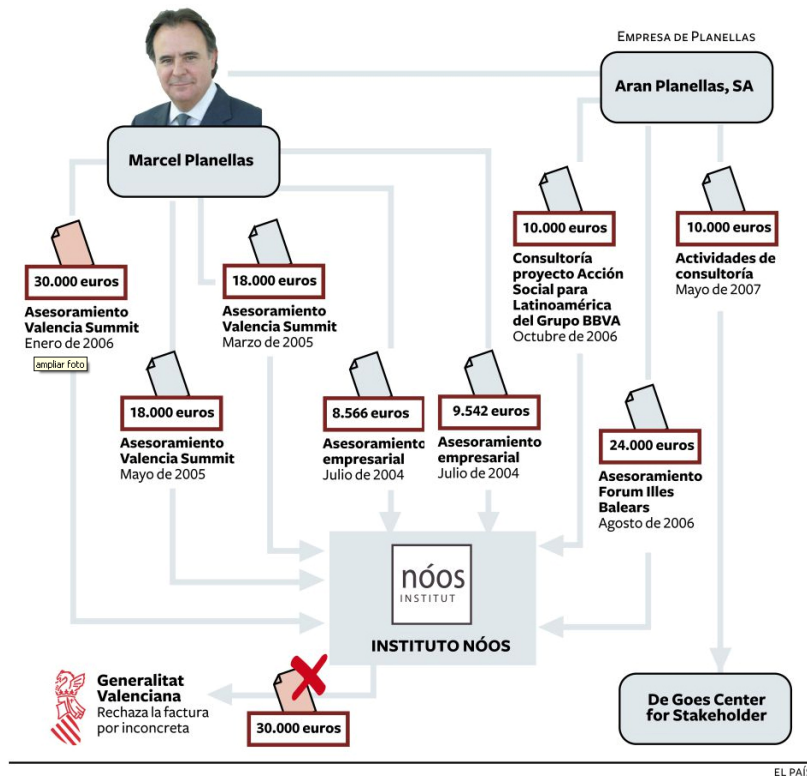 EMPRESA DE PLANELLAS
Aran Planellas, SA
Marcel Planellas
30.000 euros
Asesoramiento
Valencia Summit
Enero de 2006
ampliar foto
18.000 euros
Asesoramiento
Valencia Summit
Marzo de 2005
10.000 euros
Consultoría
proyecto Acción
Social para
Latinoamérica
del Grupo BBVA
Octubre de 2006
10.000 euros
Actividades de
consultoría
Mayo de 2007
18.000 euros
Asesoramiento
Valencia Summit
Mayo de 2005
8.566 euros
Asesoramiento
empresarial
Julio de 2004
9.542 euros
Asesoramiento
empresarial
Julio de 2004
24.000 euros
Asesoramiento
Forum Illes
Balears
Agosto de 2006
nóos
INSTITUT
INSTITUTO NÓOS
Generalitat
Valenciana
Rechaza la factura
por inconcreta
30.000 euros
De Goes Center
for Stakeholder
EL PAÍ